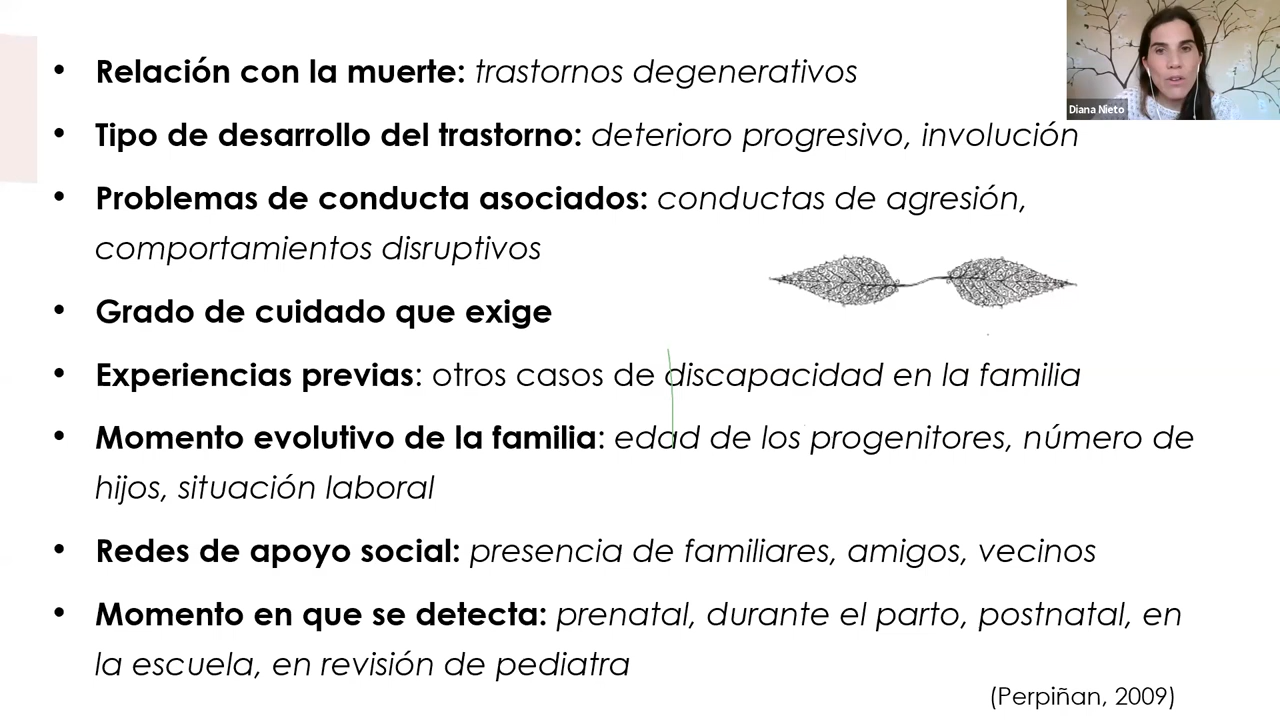 • Relación con la muerte: trastornos degenerativos
Diana Nieto
• Tipo de desarrollo del trastorno: deterioro progresivo, involución
• Problemas de conducta asociados: conductas de agresión,
comportamientos disruptivos
• Grado de cuidado que exige
• Experiencias previas: otros casos de discapacidad en la familia
• Momento evolutivo de la familia: edad de los progenitores, número de
hijos, situación laboral
• Redes de apoyo social: presencia de familiares, amigos, vecinos
• Momento en que se detecta: prenatal, durante el parto, postnatal, en
la escuela, en revisión de pediatra
(Perpiñan, 2009)